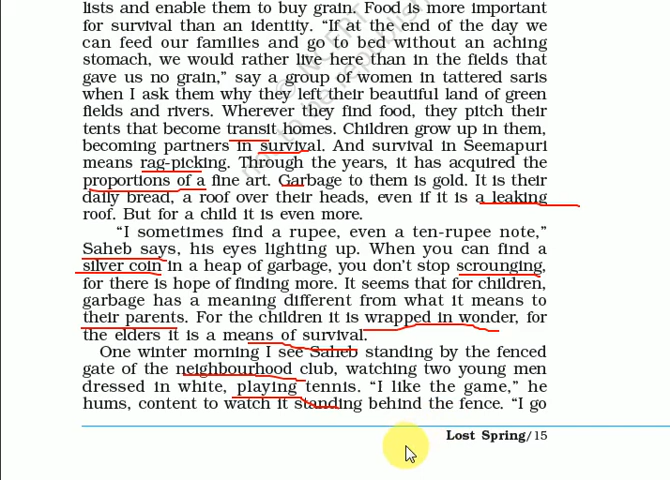 lists and enable them to buy grain. Food is more important
for survival than an identity. “If at the end of the day we
can feed our families and go to bed without an aching
stomach, we would rather live here than in the fields that
gave us no grain,” say a group of women in tattered saris
when I ask them why they left their beautiful land of green
fields and rivers. Wherever they find food, they pitch their
tents that become transit homes. Children grow up in them,
becoming partners in survival. And survival in Seemapuri
means rag-picking. Through the years, it has acquired the
proportions of a fine art. Garbage to them is gold. It is their
daily bread, a roof over their heads, even if it is a leaking
roof. But for a child it is even more.
“I sometimes find a rupee, even a ten-rupee note,”
Saheb says, his eyes lighting up. When you can find a
silver coin in a heap of garbage, you don’t stop scrounging,
for there is hope of finding more. It seems that for children,
garbage has a meaning different from what it means to
their parents. For the children it is wrapped in wonder, for
the elders it is a means of survival.
One winter morning I see Saheb standing by the fenced
gate of the neighbourhood club, watching two young men
dressed in white, playing tennis. “I like the game,” he
hums, content to watch it standing behind the fence. “I go
Lost Spring/15